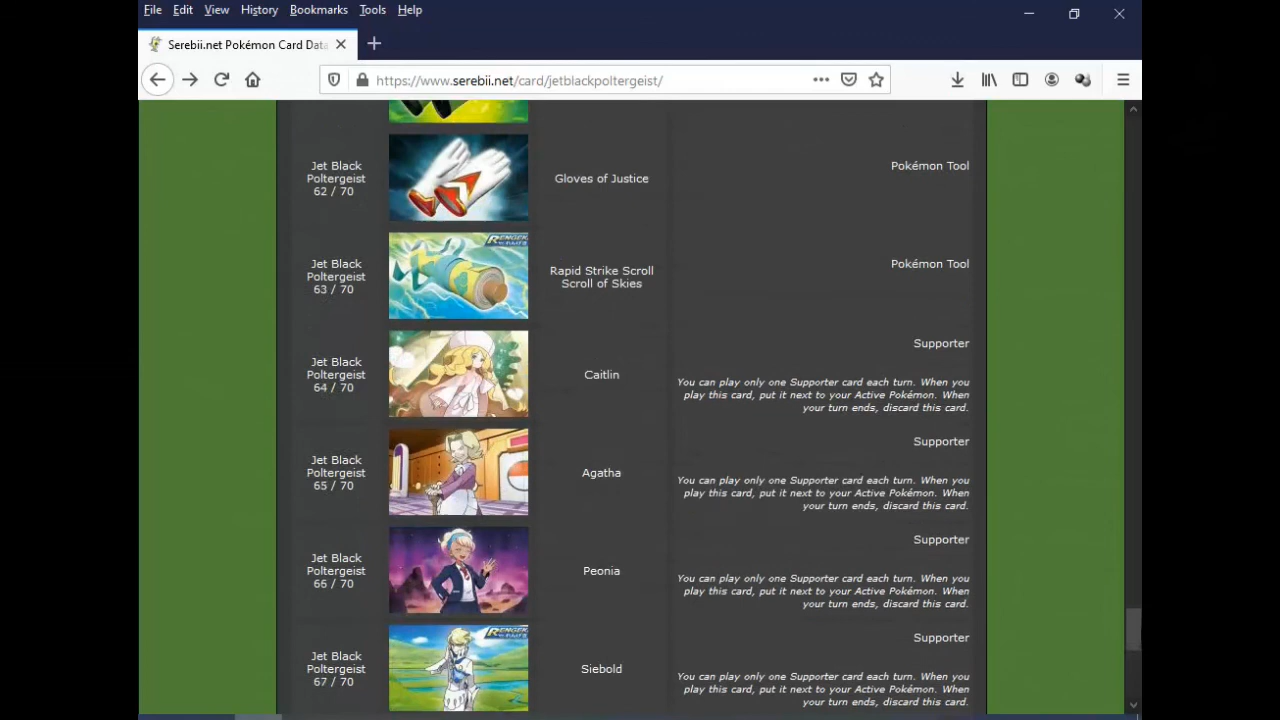 File Edit View History Bookmarks Tools Help
Serebii.net Pokémon Card Data
https://www.serebii.net/card/jetblackpoltergeist/
Jet Black
Poltergeist
62 / 70
Gloves of Justice
Pokémon Tool
Jet Black
Poltergeist
63 / 70
Rapid Strike Scroll
Scroll of Skies
Pokémon Tool
Jet Black
Poltergeist
64 / 70
Caitlin
Supporter
You can play only one Supporter card each turn. When you
play this card, put it next to your Active Pokémon. When
your turn ends, discard this card.
Jet Black
Poltergeist
65 / 70
Agatha
Supporter
You can play only one Supporter card each turn. When you
play this card, put it next to your Active Pokémon. When
your turn ends, discard this card.
Jet Black
Poltergeist
66 / 70
Peonia
Supporter
You can play only one Supporter card each turn. When you
play this card, put it next to your Active Pokémon. When
your turn ends, discard this card.
Jet Black
Poltergeist
67 / 70
Siebold
Supporter
You can play only one Supporter card each turn. When you
play this card, put it next to your Active Pokémon. When
your turn ends, discard this card.